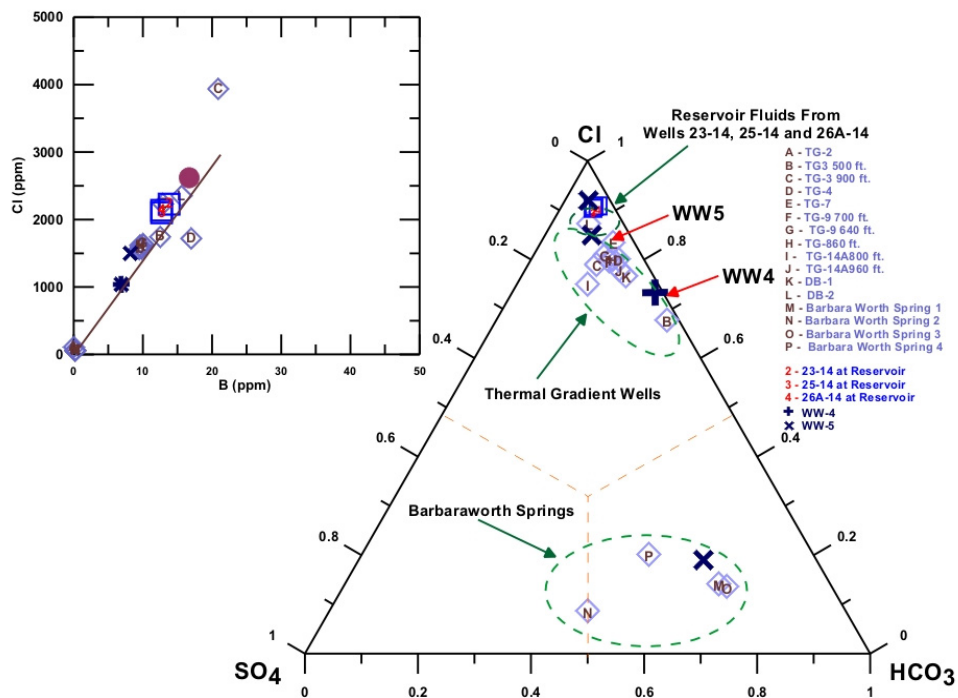 5000
4000
3000
2000
1000
0
Cl (ppm)
0
10
20
30
40
50
B (ppm)
C
B
D
Reservoir Fluids From
Wells 23-14, 25-14 and 26A-14
0
Cl
1
WW5
WW4
0.2
0.8
0.4
0.6
0.6
0.4
0.8
0.2
1
0
SO4
HCO3
0
0.2
0.4
0.6
0.8
1
L
E
G
H
D
C
J
K
I
B
Thermal Gradient Wells
Barbaraworth Springs
P
M
O
N
A - TG-2
B - TG3 500 ft.
C - TG-3 900 ft.
D - TG-4
E - TG-7
F - TG-9 700 ft.
G - TG-9 640 ft.
H - TG-860 ft.
I - TG-14A800 ft.
J - TG-14A960 ft.
K - DB-1
L - DB-2
M - Barbara Worth Spring 1
N - Barbara Worth Spring 2
O - Barbara Worth Spring 3
P - Barbara Worth Spring 4
2 - 23-14 at Reservoir
3 - 25-14 at Reservoir
4 - 26A-14 at Reservoir
WW-4
WW-5